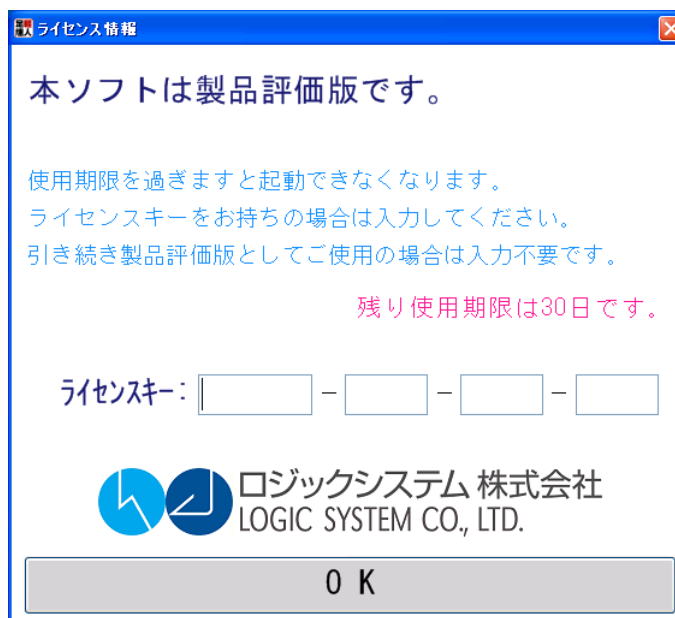 ライセンス情報
本ソフトは製品評価版です。
使用期限を過ぎますと起動できなくなります。
ライセンスキーをお持ちの場合は入力してください。
引き続き製品評価版としてご使用の場合は入力不要です。
残り使用期限は30日です。
ライセンスキー: - - -
ロジックシステム 株式会社
LOGIC SYSTEM CO., LTD.
OK